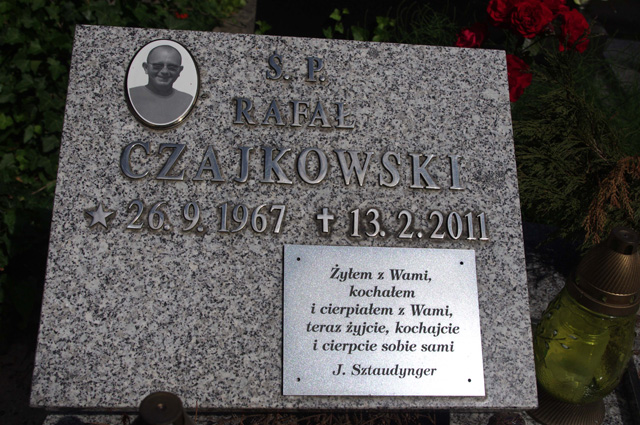 Ś. P.
RAFAŁ
CZAJKOWSKI
26. 9. 1967 13. 2. 2011
Żyłem z Wami,
kochałem
i cierpiałem z Wami,
teraz żyjcie, kochajcie
i cierpcie sobie sami
J. Sztaudynger